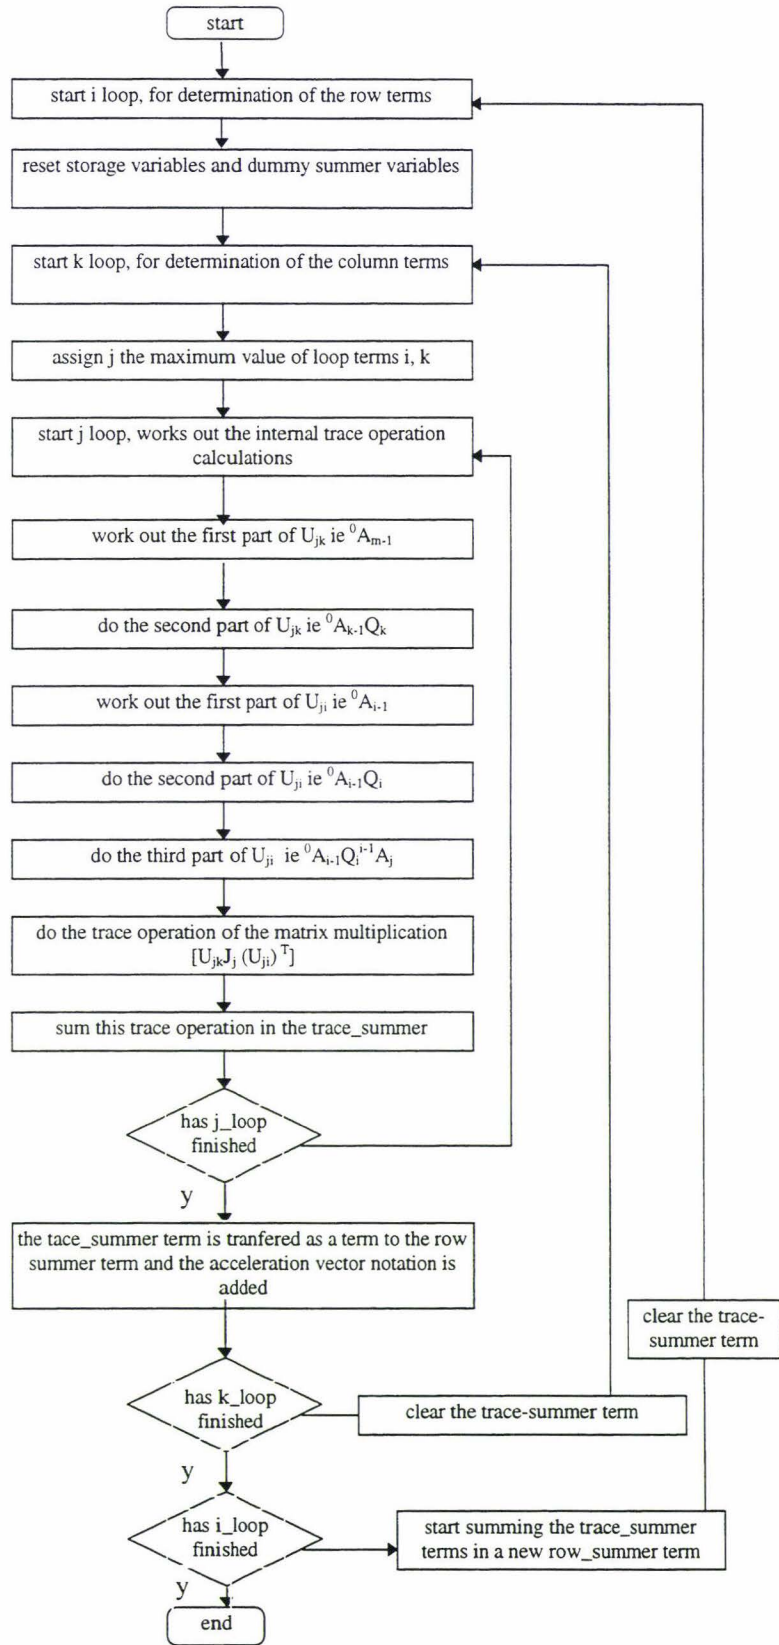 start
start i loop, for determination of the row terms
reset storage variables and dummy summer variables
start k loop, for determination of the column terms
assign j the maximum value of loop terms i, k
start j loop, works out the internal trace operation
calculations
work out the first part of U_jk ie ^0A_m-1
do the second part of U_jk ie ^0A_k-1Q_k
work out the first part of U_ji ie ^0A_i-1
do the second part of U_ji ie ^0A_i-1Q_i
do the third part of U_ji ie ^0A_i-1Q_i^i-1A_j
do the trace operation of the matrix multiplication
[U_jkJ_j (U_ji)^T]
sum this trace operation in the trace_summer
has j_loop
finished
y
the tace_summer term is tranfered as a term to the row
summer term and the acceleration vector notation is
added
clear the trace-
summer term
has k_loop
finished
clear the trace-summer term
y
has i_loop
finished
start summing the trace_summer
terms in a new row_summer term
y
end